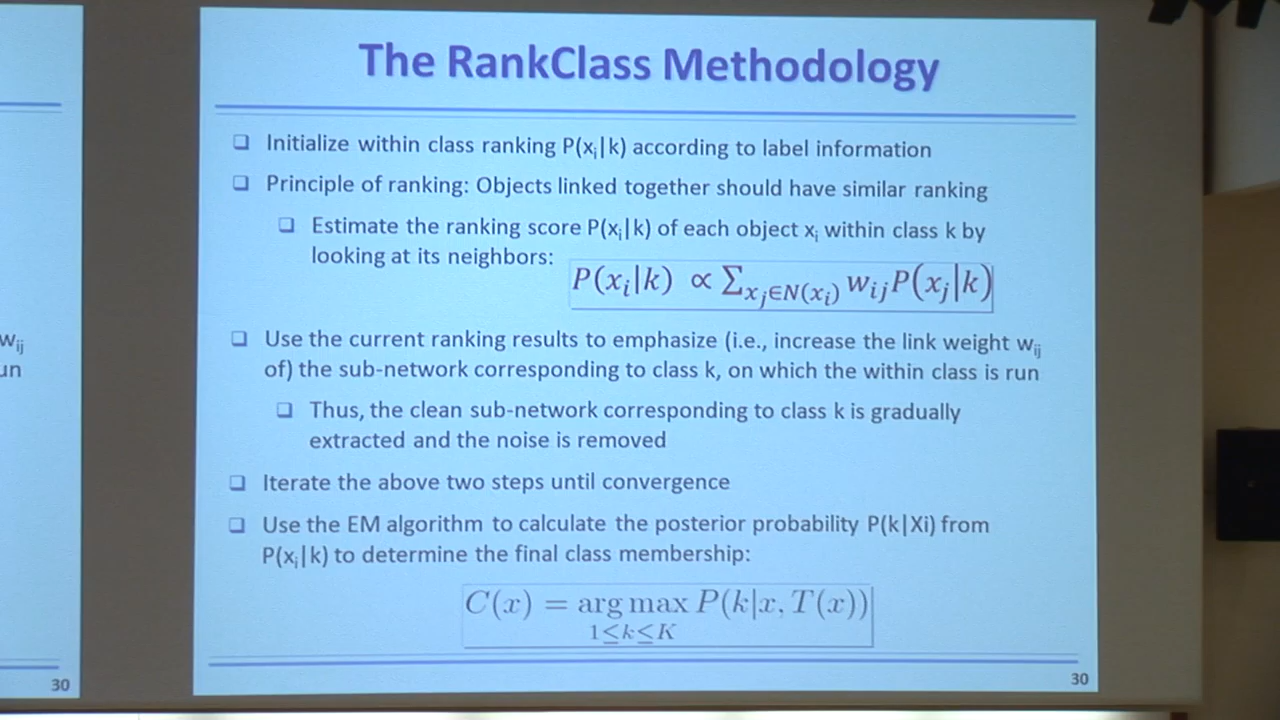 The RankClass Methodology
❑ Initialize within class ranking P(xᵢ|k) according to label information
❑ Principle of ranking: Objects linked together should have similar ranking
❑ Estimate the ranking score P(xᵢ|k) of each object xᵢ within class k by
looking at its neighbors:
P(xᵢ|k) ∝ ∑_{xⱼ∈N(xᵢ)} wᵢⱼP(xⱼ|k)
❑ Use the current ranking results to emphasize (i.e., increase the link weight wᵢⱼ
of) the sub-network corresponding to class k, on which the within class is run
❑ Thus, the clean sub-network corresponding to class k is gradually
extracted and the noise is removed
❑ Iterate the above two steps until convergence
❑ Use the EM algorithm to calculate the posterior probability P(k|Xi) from
P(xᵢ|k) to determine the final class membership:
C(x) = arg max P(k|x, T(x))
1≤k≤K
30
wᵢⱼ
un
30